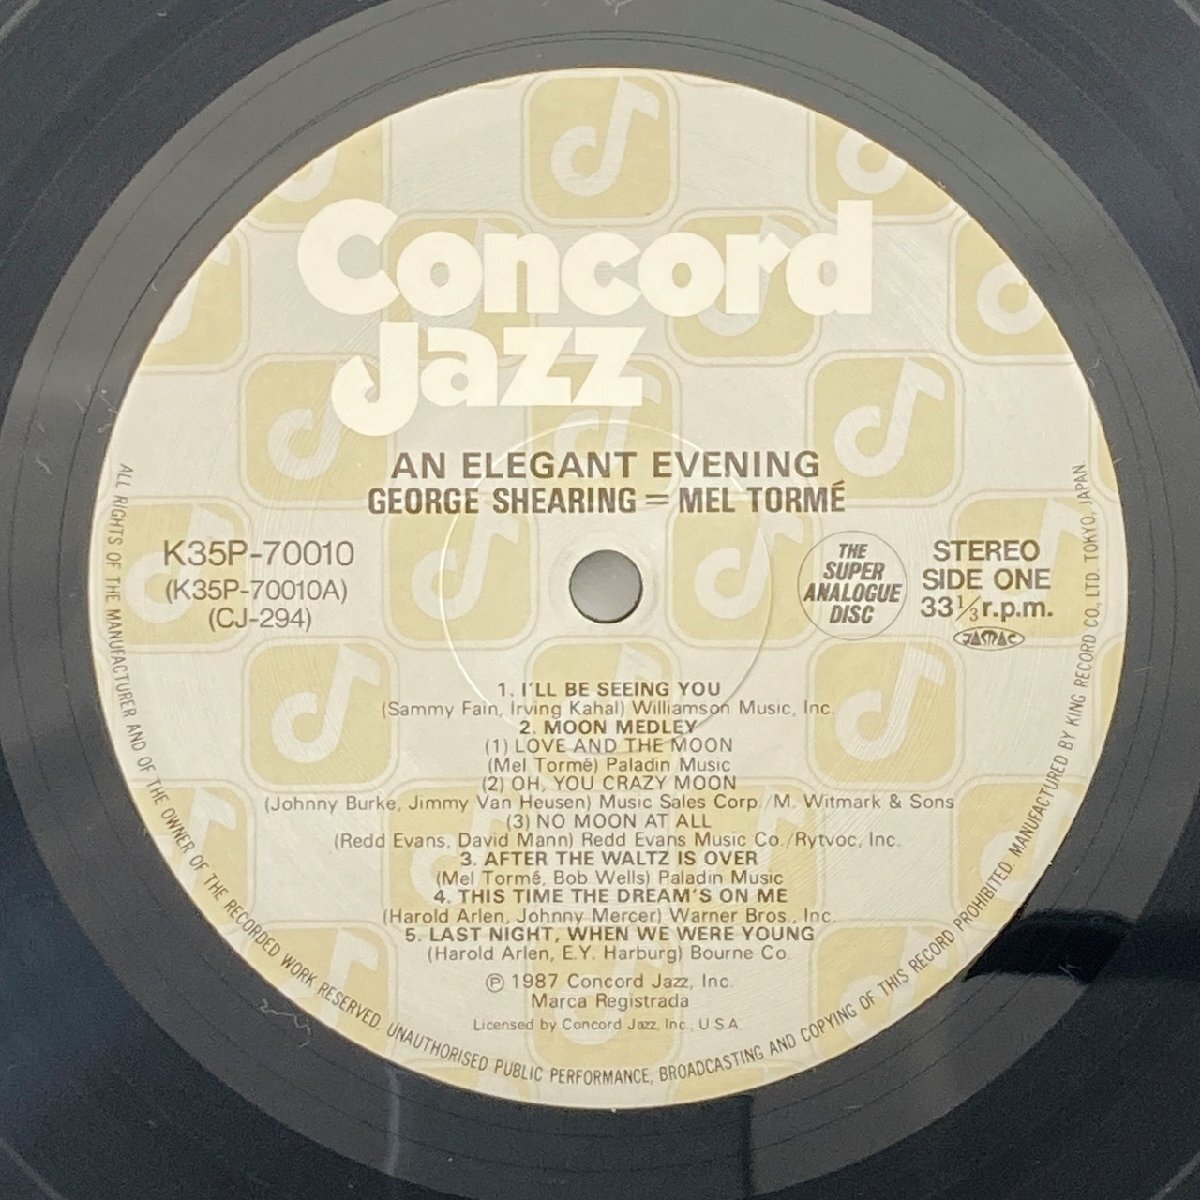 Concord
Jazz
AN ELEGANT EVENING
GEORGE SHEARING = MEL TORMÉ
K35P-70010
(K35P-70010A)
(CJ-294)
THE
SUPER
ANALOGUE
DISC
STEREO
SIDE ONE
33 1/3 r.p.m.
JASRAC
1. I'LL BE SEEING YOU
(Sammy Fain, Irving Kahal) Williamson Music, Inc.
2. MOON MEDLEY
(1) LOVE AND THE MOON
(Mel Tormé) Paladin Music
(2) OH, YOU CRAZY MOON
(Johnny Burke, Jimmy Van Heusen) Music Sales Corp./M. Witmark & Sons
(3) NO MOON AT ALL
(Redd Evans, David Mann) Redd Evans Music Co./Rytvoc, Inc.
3. AFTER THE WALTZ IS OVER
(Mel Tormé, Bob Wells) Paladin Music
4. THIS TIME THE DREAM'S ON ME
(Harold Arlen, Johnny Mercer) Warner Bros., Inc.
5. LAST NIGHT, WHEN WE WERE YOUNG
(Harold Arlen, E.Y. Harburg) Bourne Co.
℗ 1987 Concord Jazz, Inc.
Marca Registrada
Licensed by Concord Jazz, Inc., U.S.A.
ALL RIGHTS OF THE MANUFACTURER AND OF THE OWNER OF THE RECORDED WORK RESERVED. UNAUTHORISED PUBLIC PERFORMANCE, BROADCASTING AND COPYING OF THIS RECORD PROHIBITED. MANUFACTURED BY KING RECORD CO., LTD. TOKYO, JAPAN.